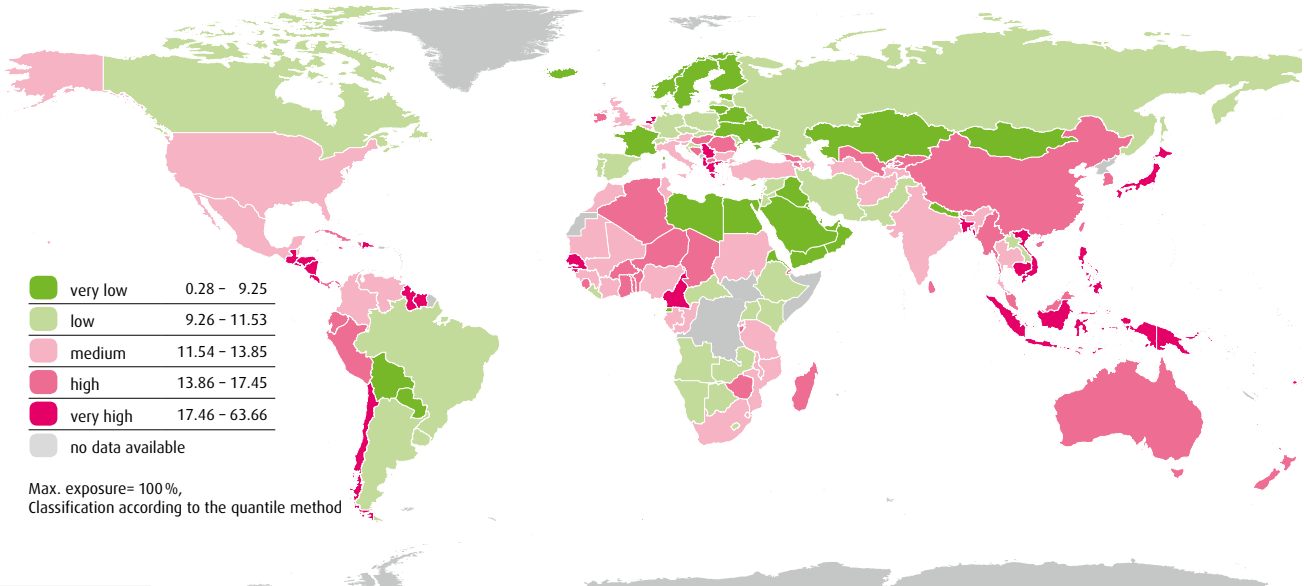 very low 0.28 – 9.25
low 9.26 – 11.53
medium 11.54 – 13.85
high 13.86 – 17.45
very high 17.46 – 63.66
no data available
Max. exposure= 100 %,
Classification according to the quantile method